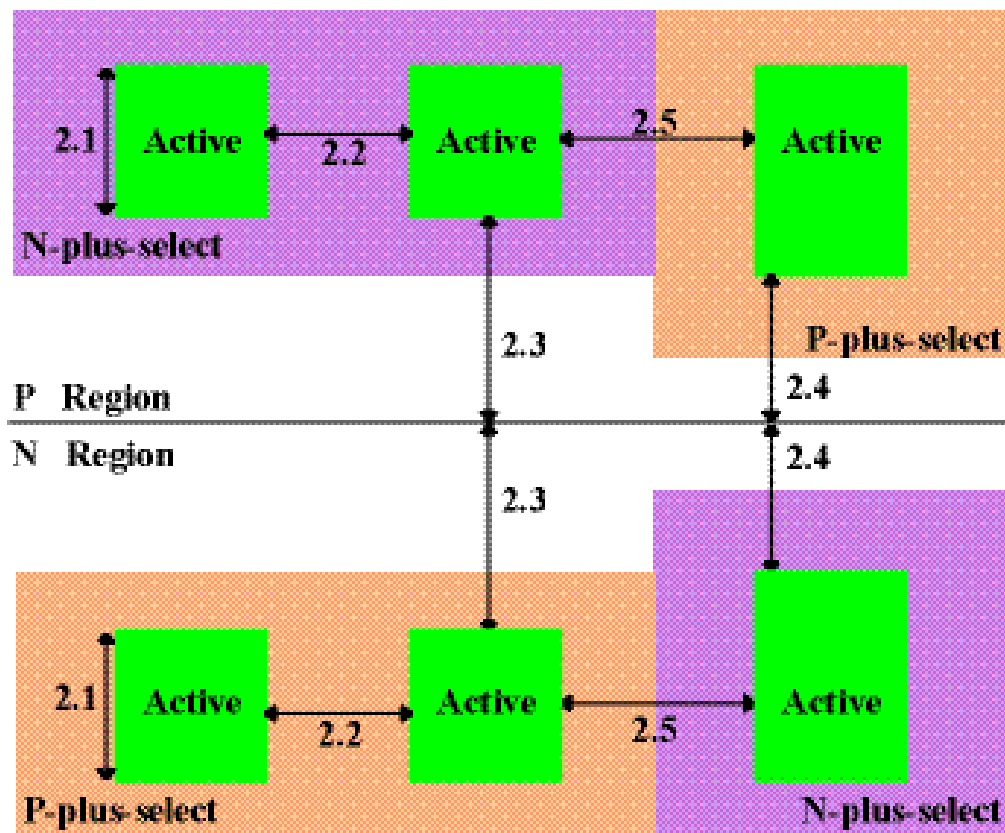 2.1
Active
2.2
Active
2.5
Active
N-plus-select
2.3
P-plus-select
2.4
P Region
N Region
2.4
2.3
2.1
Active
2.2
Active
2.5
Active
P-plus-select
N-plus-select